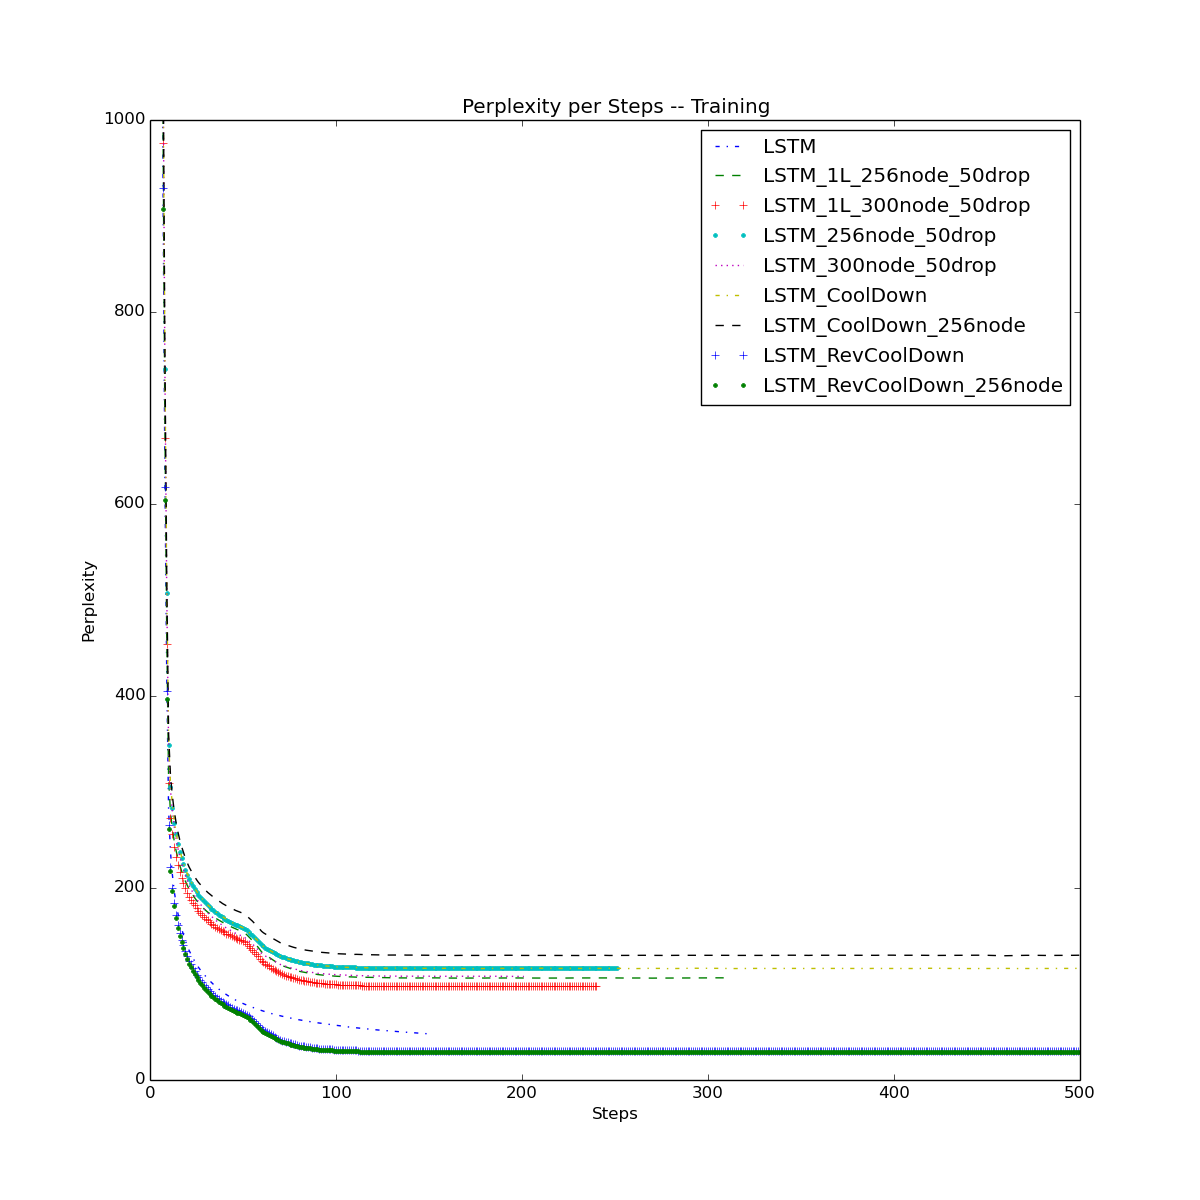 Perplexity per Steps -- Training
1000
800
600
400
200
0
Perplexity
LSTM
LSTM_1L_256node_50drop
LSTM_1L_300node_50drop
LSTM_256node_50drop
LSTM_300node_50drop
LSTM_CoolDown
LSTM_CoolDown_256node
LSTM_RevCoolDown
LSTM_RevCoolDown_256node
0 100 200 300 400 500
Steps